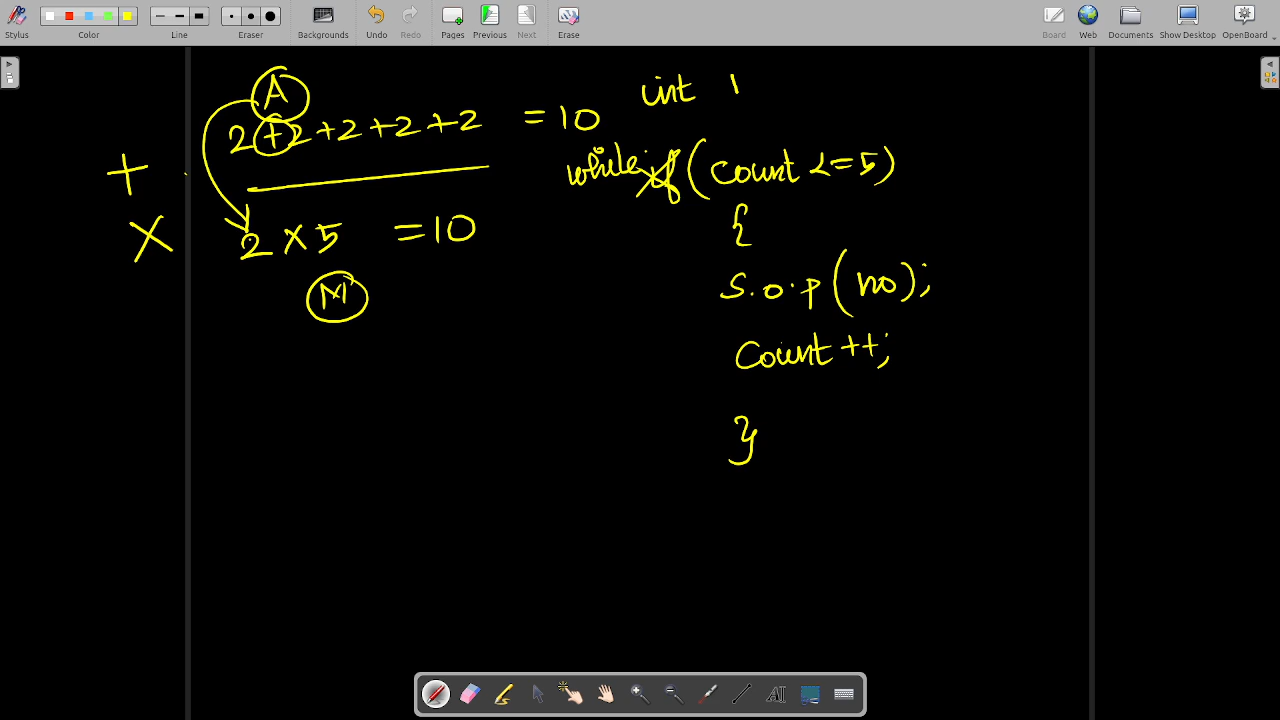 Stylus Color Line Eraser Backgrounds Undo Redo Pages Previous Next Erase Board Web Documents Show Desktop OpenBoard
A
2+2+2+2+2 =10
+
× 2 × 5 =10
M
int 1
while if (count <=5)
{
S.o.p (no);
Count ++;
}
AI